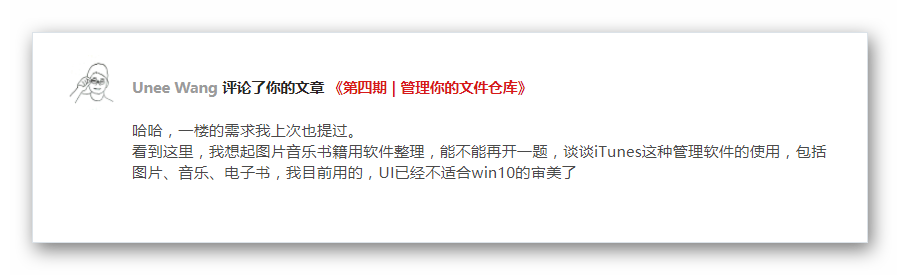 Unee Wang 评论了你的文章 《第四期 | 管理你的文件仓库》
哈哈，一楼的需求我上次也提过。
看到这里，我想起图片音乐书籍用软件整理，能不能再开一题，谈谈iTunes这种管理软件的使用，包括
图片、音乐、电子书，我目前用的，UI已经不适合win10的审美了